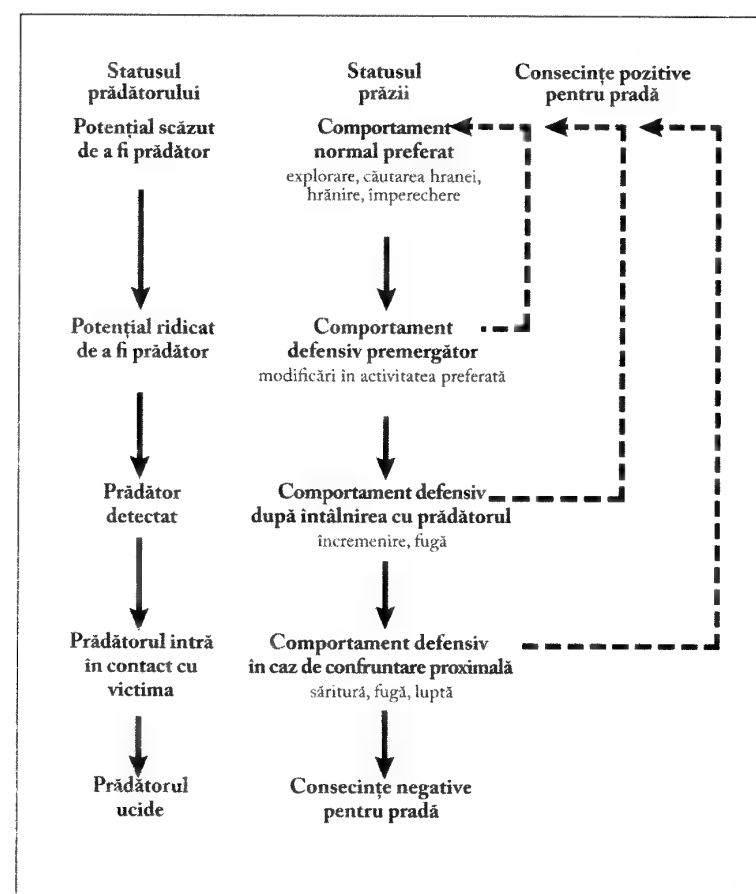 Statusul
prădătorului
Statusul
prăzii
Consecințe pozitive
pentru pradă
Potențial scăzut
de a fi prădător
Comportament
normal preferat
explorare, căutarea hranei,
hrănire, împerechere
Potențial ridicat
de a fi prădător
Comportament
defensiv premergător
modificări în activitatea preferată
Prădător
detectat
Comportament defensiv
după întâlnirea cu prădătorul
încremenire, fugă
Prădătorul intră
în contact cu
victima
Comportament defensiv
în caz de confruntare proximală
săritură, fugă, luptă
Prădătorul
ucide
Consecințe negative
pentru pradă